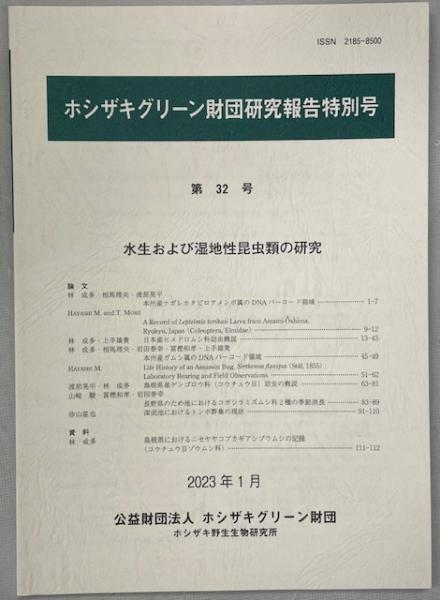 ISSN 2185-8500
ホシザキグリーン財団研究報告特別号
第 32 号
水生および湿地性昆虫類の研究
論 文
林 成多・相馬理央・渡部晃平
本州産ナガレカタビロアメンボ属の DNA バーコード領域 1-7
HAYASHI M. and T. MORI
A Record of Leptelmis torikaii Larva from Amami-Ôshima,
Ryukyu, Japan (Coleoptera, Elmidae) 9-12
林 成多・上手雄貴 日本産ヒメドロムシ科幼虫概説 13-43
林 成多・相馬理央・岩田泰幸・冨樫和孝・上手雄貴
本州産ガムシ属の DNA バーコード領域 45-49
HAYASHI M. Life History of an Assassin Bug, Sirthenea flavipes (Stål, 1855) :
Laboratory Rearing and Field Observations 51-62
渡部晃平・林 成多 島根県産ゲンゴロウ科（コウチュウ目）幼虫の概説 63-81
山崎 駿・冨樫和孝・岩田泰幸
長野県のため池におけるコガシラミズムシ科 2 種の季節消長 83-89
砂山星也 深泥池におけるトンボ群集の現状 91-110
資 料
林 成多 島根県におけるニセヤヤコブカギアシゾウムシの記録
（コウチュウ目ゾウムシ科） 111-112
2023 年 1 月
公益財団法人 ホシザキグリーン財団
ホシザキ野生生物研究所